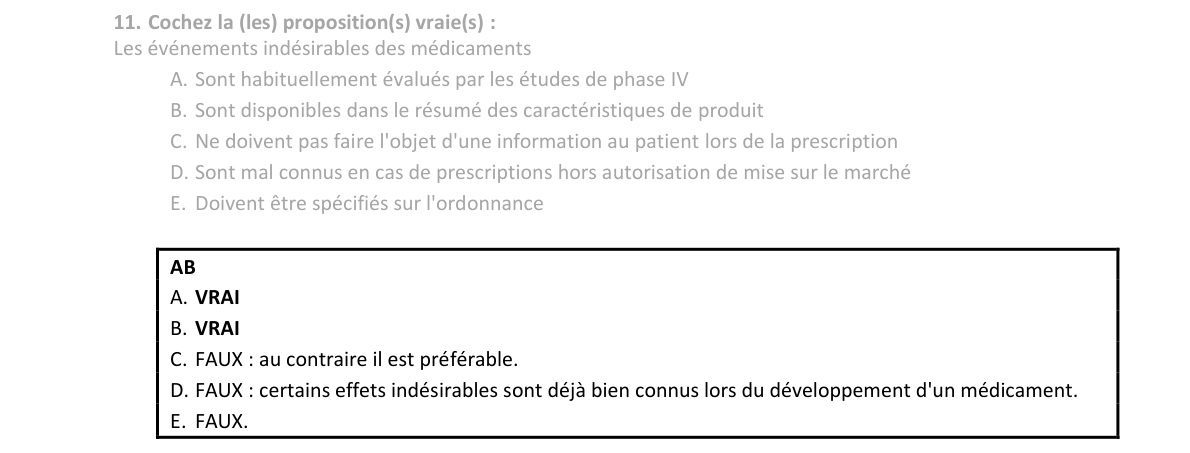 11. Cochez la (les) proposition(s) vraie(s) :
Les événements indésirables des médicaments
A. Sont habituellement évalués par les études de phase IV
B. Sont disponibles dans le résumé des caractéristiques de produit
C. Ne doivent pas faire l'objet d'une information au patient lors de la prescription
D. Sont mal connus en cas de prescriptions hors autorisation de mise sur le marché
E. Doivent être spécifiés sur l'ordonnance
AB
A. VRAI
B. VRAI
C. FAUX : au contraire il est préférable.
D. FAUX : certains effets indésirables sont déjà bien connus lors du développement d'un médicament.
E. FAUX.